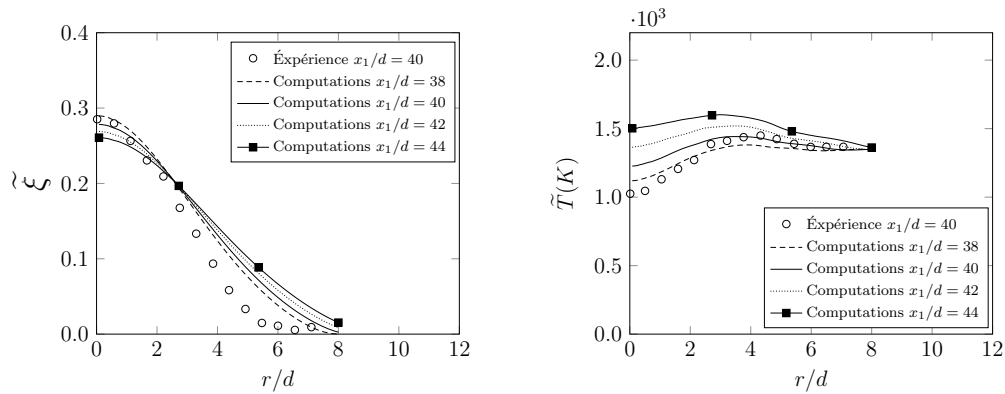 0.4
0.3
0.2
0.1
0.0
0 2 4 6 8 10 12
r/d
ξ̃
Éxpérience x₁/d = 40
Computations x₁/d = 38
Computations x₁/d = 40
Computations x₁/d = 42
Computations x₁/d = 44
·10³
2.0
1.5
1.0
0.5
0.0
0 2 4 6 8 10 12
r/d
T̃(K)
Éxpérience x₁/d = 40
Computations x₁/d = 38
Computations x₁/d = 40
Computations x₁/d = 42
Computations x₁/d = 44